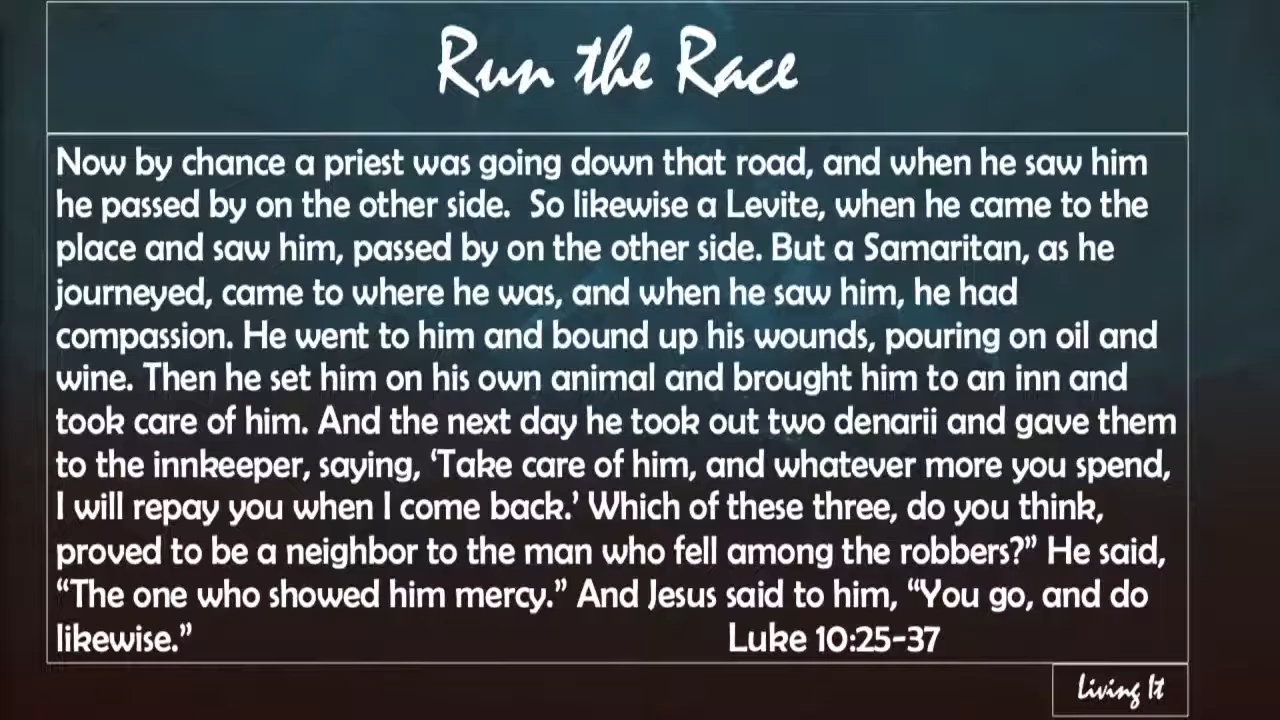 Run the Race
Now by chance a priest was going down that road, and when he saw him
he passed by on the other side.  So likewise a Levite, when he came to the
place and saw him, passed by on the other side. But a Samaritan, as he
journeyed, came to where he was, and when he saw him, he had
compassion. He went to him and bound up his wounds, pouring on oil and
wine. Then he set him on his own animal and brought him to an inn and
took care of him. And the next day he took out two denarii and gave them
to the innkeeper, saying, ‘Take care of him, and whatever more you spend,
I will repay you when I come back.’ Which of these three, do you think,
proved to be a neighbor to the man who fell among the robbers?” He said,
“The one who showed him mercy.” And Jesus said to him, “You go, and do
likewise.” Luke 10:25-37
Living It